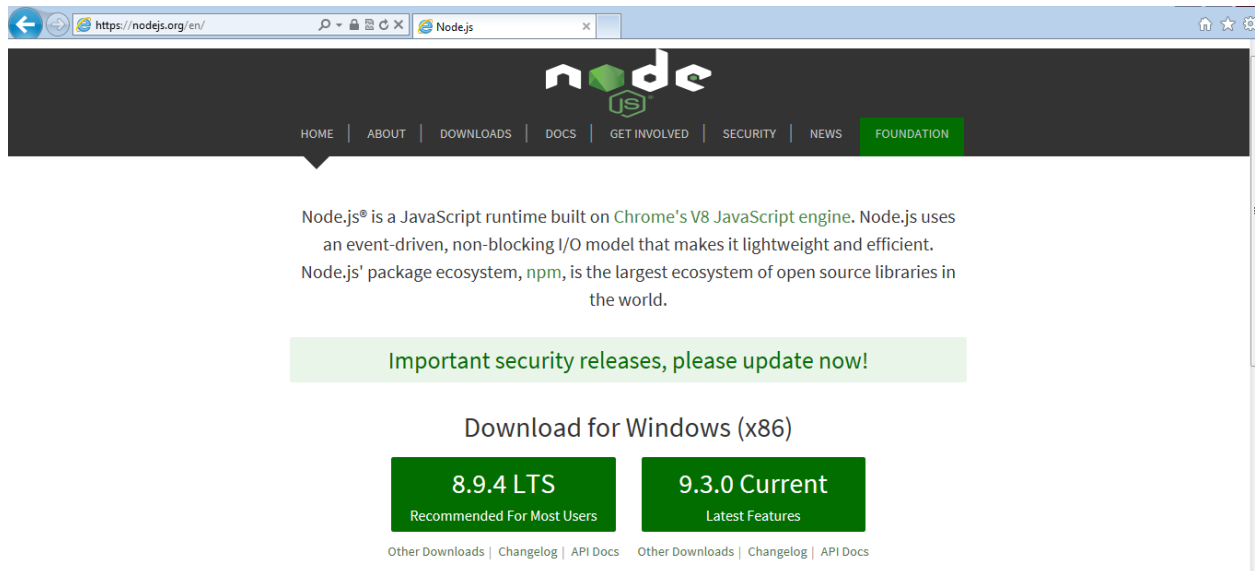 https://nodejs.org/en/
Node.js
node
JS
HOME | ABOUT | DOWNLOADS | DOCS | GET INVOLVED | SECURITY | NEWS FOUNDATION
Node.js® is a JavaScript runtime built on Chrome's V8 JavaScript engine. Node.js uses
an event-driven, non-blocking I/O model that makes it lightweight and efficient.
Node.js' package ecosystem, npm, is the largest ecosystem of open source libraries in
the world.
Important security releases, please update now!
Download for Windows (x86)
8.9.4 LTS
Recommended For Most Users
9.3.0 Current
Latest Features
Other Downloads | Changelog | API Docs
Other Downloads | Changelog | API Docs